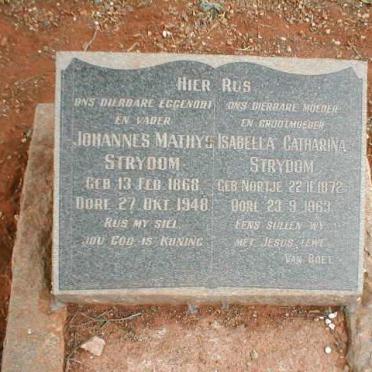 HIER RUS
ONS DIERBARE EGGENOOT
EN VADER
JOHANNES MATHYS
STRYDOM
GEB 13 FEB 1868
OORL 27 OKT 1948
RUS MY SIEL
JOU GOD IS KONING
ONS DIERBARE MOEDER
EN GROOTMOEDER
ISABELLA CATHARINA
STRYDOM
GEB NORTJE 22.11.1872
OORL 23.9.1963
EENS SULLEN WY
MET JESUS
VAN BOET